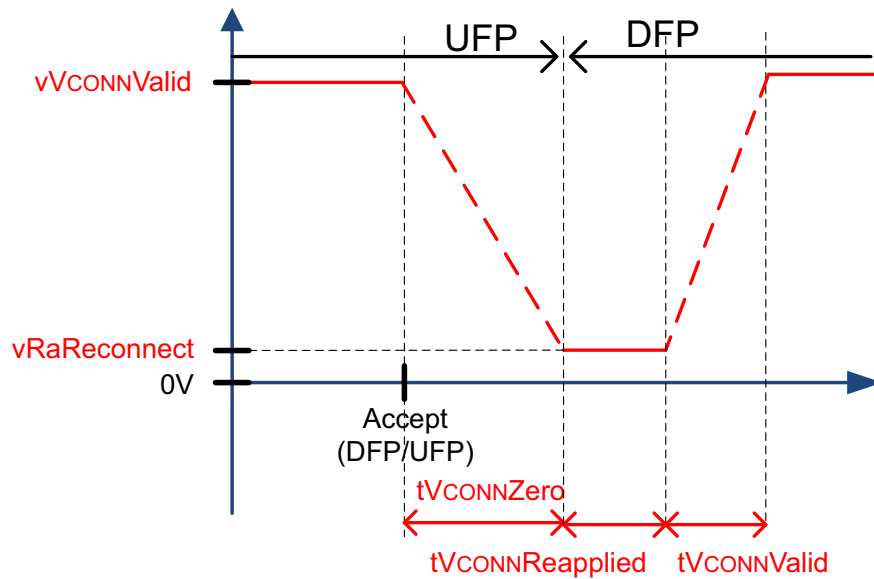 UFP
DFP
vVCONNValid
vRaReconnect
0V
Accept
(DFP/UFP)
tVCONNZero
tVCONNReapplied
tVCONNValid